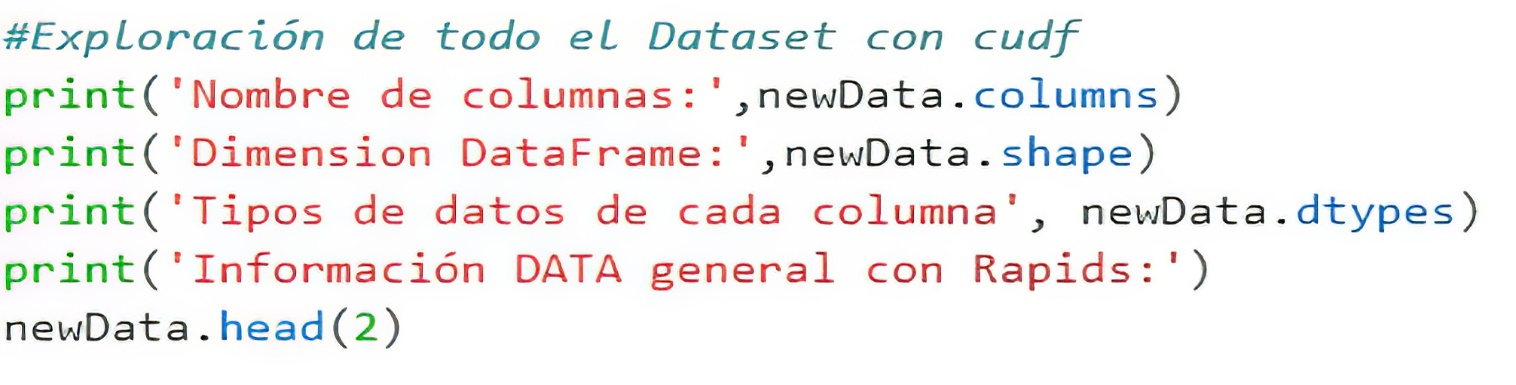 #Exploración de todo el Dataset con cudf
print('Nombre de columnas:',newData.columns)
print('Dimension DataFrame:',newData.shape)
print('Tipos de datos de cada columna', newData.dtypes)
print('Información DATA general con Rapids:')
newData.head(2)